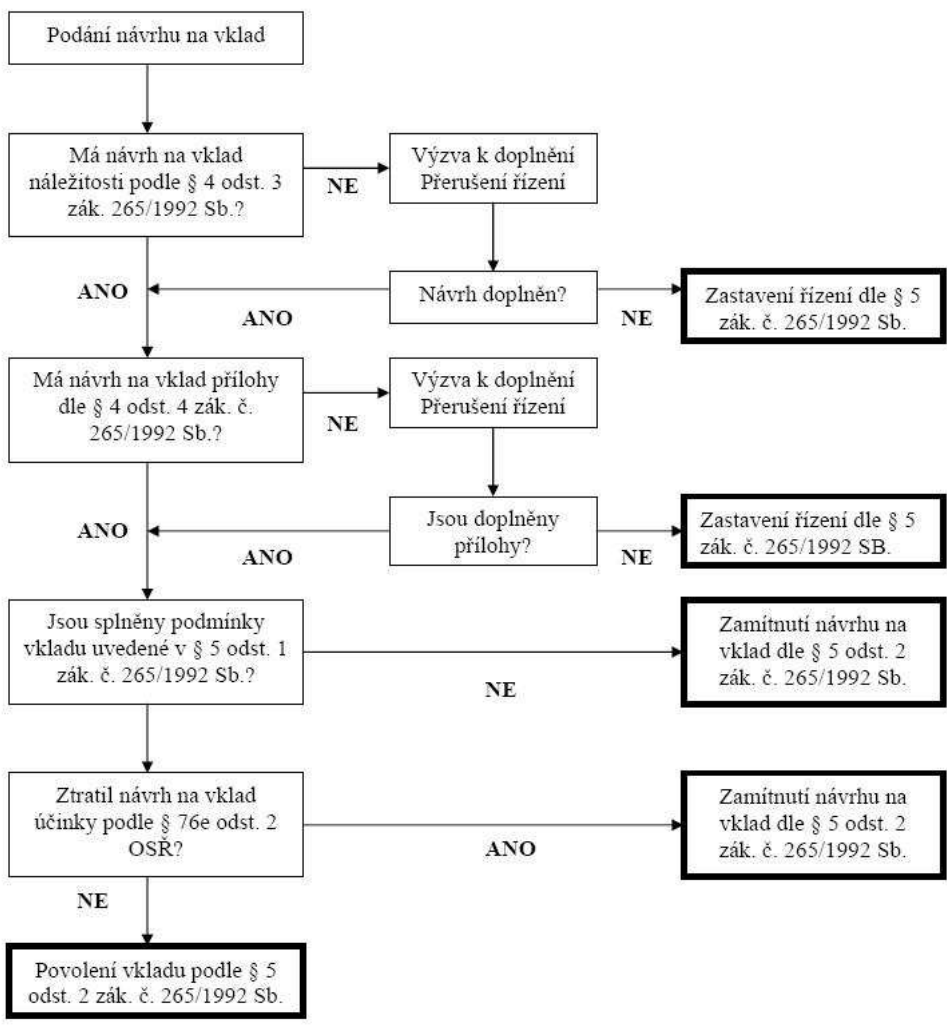 Podání návrhu na vklad
Má návrh na vklad
náležitosti podle § 4 odst. 3
zák. 265/1992 Sb.?
NE
Výzva k doplnění
Přerušení řízení
ANO
Návrh doplněn?
ANO
NE
Zastavení řízení dle § 5
zák. č. 265/1992 Sb.
Má návrh na vklad přílohy
dle § 4 odst. 4 zák. č.
265/1992 Sb.?
NE
Výzva k doplnění
Přerušení řízení
ANO
Jsou doplněny
přílohy?
ANO
NE
Zastavení řízení dle § 5
zák. č. 265/1992 SB.
Jsou splněny podmínky
vkladu uvedené v § 5 odst. 1
zák. č. 265/1992 Sb.?
NE
Zamítnutí návrhu na
vklad dle § 5 odst. 2
zák. č. 265/1992 Sb.
Ztratil návrh na vklad
účinky podle § 76e odst. 2
OSŘ?
ANO
Zamítnutí návrhu na
vklad dle § 5 odst. 2
zák. č. 265/1992 Sb.
NE
Povolení vkladu podle § 5
odst. 2 zák. č. 265/1992 Sb.